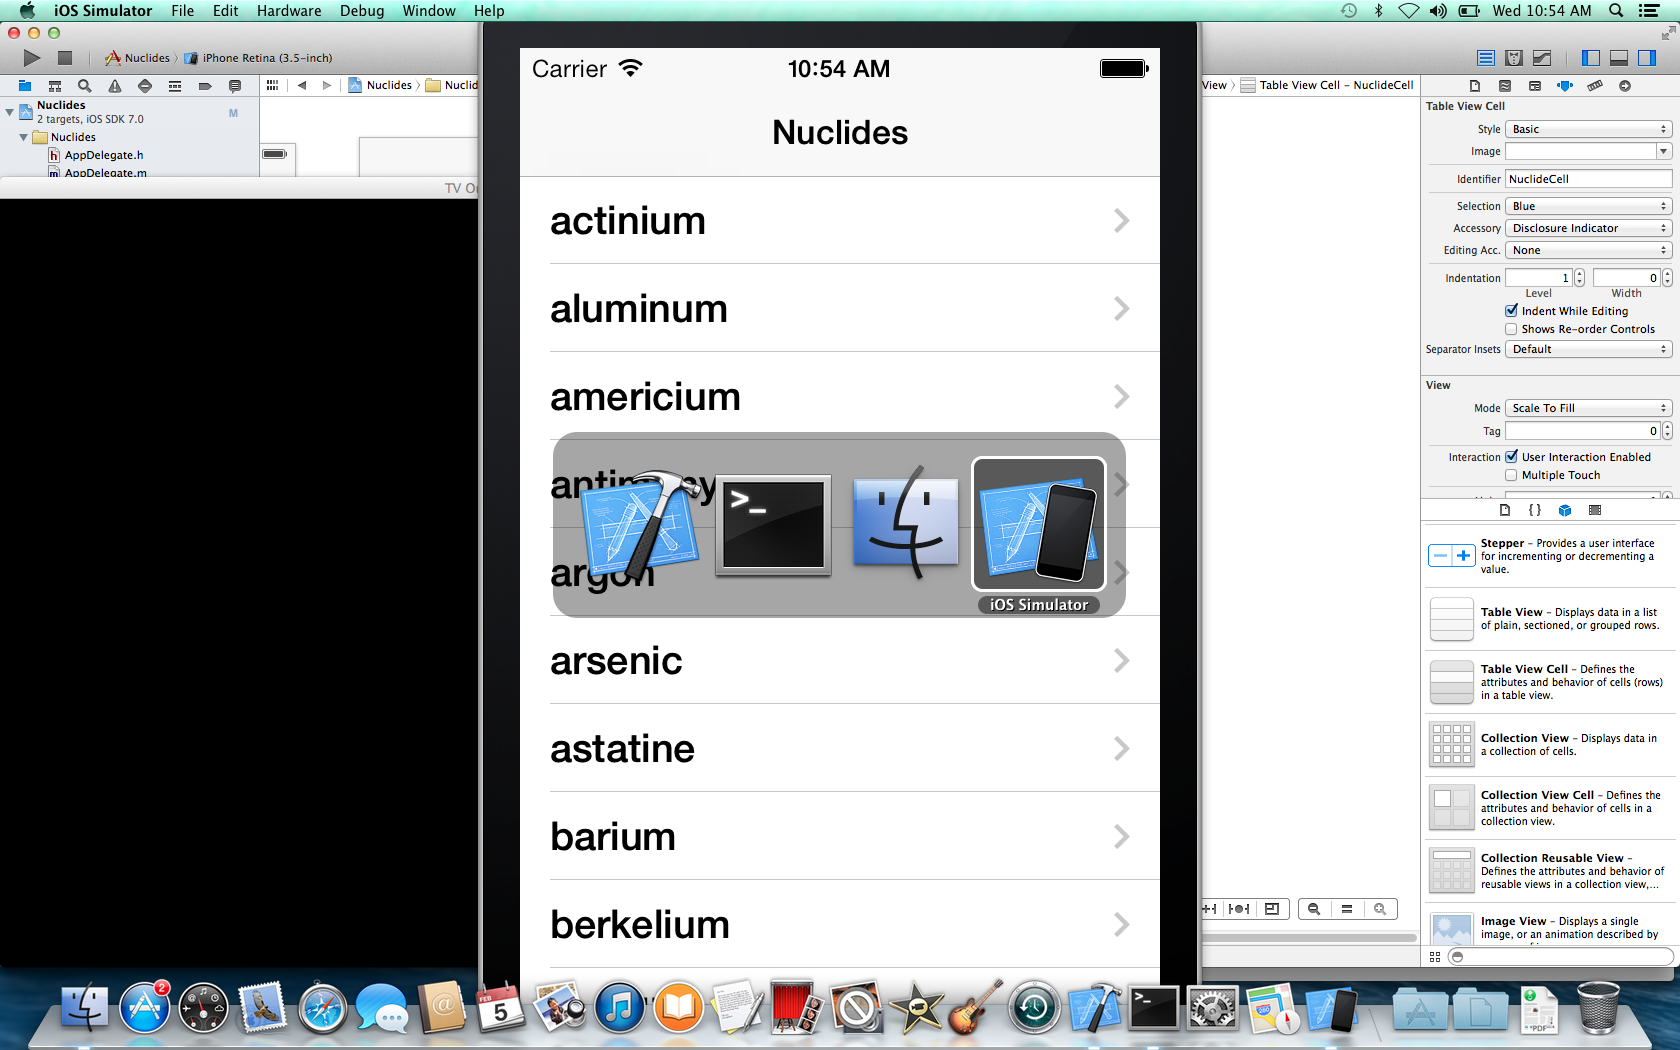 iOS Simulator File Edit Hardware Debug Window Help Wed 10:54 AM
Nuclides iPhone Retina (3.5-inch)
Nuclides Nuclid
View Table View Cell - NuclideCell
Nuclides
2 targets, iOS SDK 7.0
M
Nuclides
h AppDelegate.h
m AppDelegate.m
Carrier 10:54 AM
Nuclides
actinium
aluminum
americium
argon
arsenic
astatine
barium
berkelium
>_
iOS Simulator
Table View Cell
Style Basic
Image
Identifier NuclideCell
Selection Blue
Accessory Disclosure Indicator
Editing Acc. None
Indentation 1 0
Level Width
Indent While Editing
Shows Re-order Controls
Separator Insets Default
View
Mode Scale To Fill
Tag 0
Interaction User Interaction Enabled
Multiple Touch
{ }
Stepper - Provides a user interface
for incrementing or decrementing a
value.
Table View - Displays data in a list
of plain, sectioned, or grouped rows.
Table View Cell - Defines the
attributes and behavior of cells (rows)
in a table view.
Collection View - Displays data in
a collection of cells.
Collection View Cell - Defines the
attributes and behavior of cells in a
collection view.
Collection Reusable View -
Defines the attributes and behavior of
reusable views in a collection view,...
Image View - Displays a single
image, or an animation described by
2
FEB
5
>_
PDF